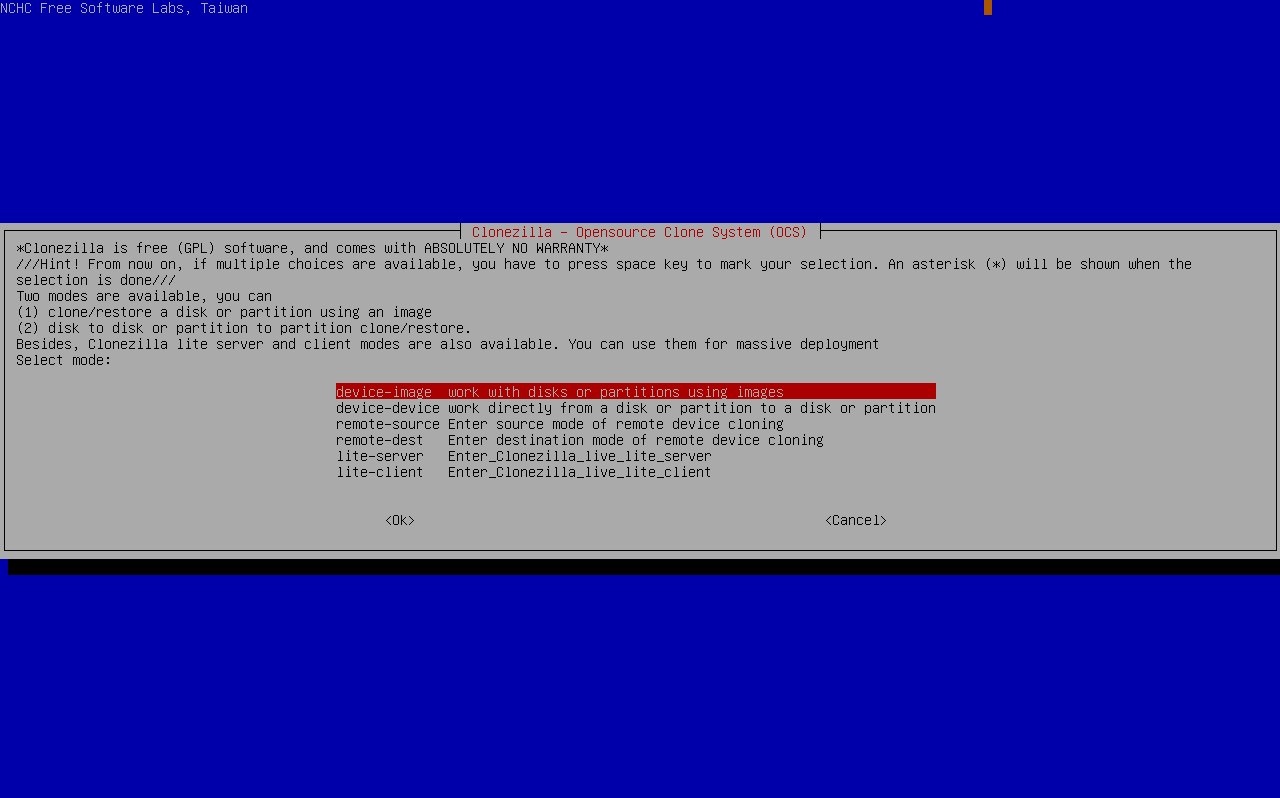 NCHC Free Software Labs, Taiwan
Clonezilla - Opensource Clone System (OCS)
*Clonezilla is free (GPL) software, and comes with ABSOLUTELY NO WARRANTY*
///Hint! From now on, if multiple choices are available, you have to press space key to mark your selection. An asterisk (*) will be shown when the
selection is done///
Two modes are available, you can
(1) clone/restore a disk or partition using an image
(2) disk to disk or partition to partition clone/restore.
Besides, Clonezilla lite server and client modes are also available. You can use them for massive deployment
Select mode:
device-image work with disks or partitions using images
device-device work directly from a disk or partition to a disk or partition
remote-source Enter source mode of remote device cloning
remote-dest Enter destination mode of remote device cloning
lite-server Enter_Clonezilla_live_lite_server
lite-client Enter_Clonezilla_live_lite_client
<Ok> <Cancel>